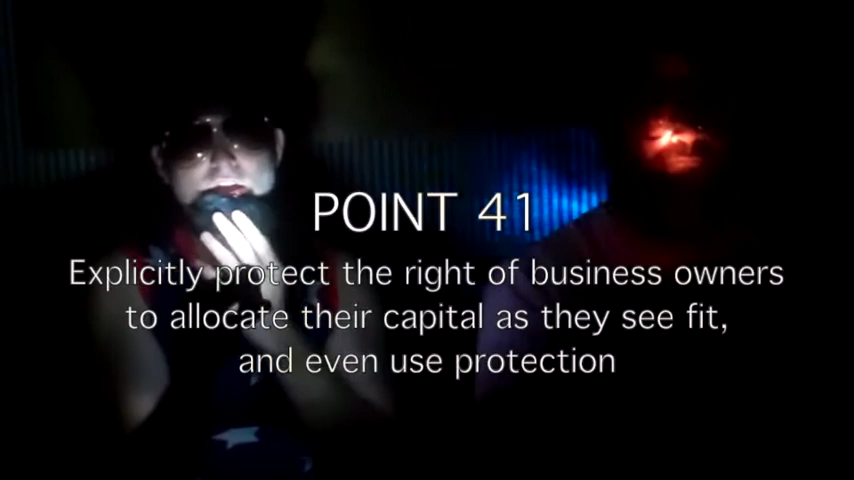 POINT 41
Explicitly protect the right of business owners
to allocate their capital as they see fit,
and even use protection